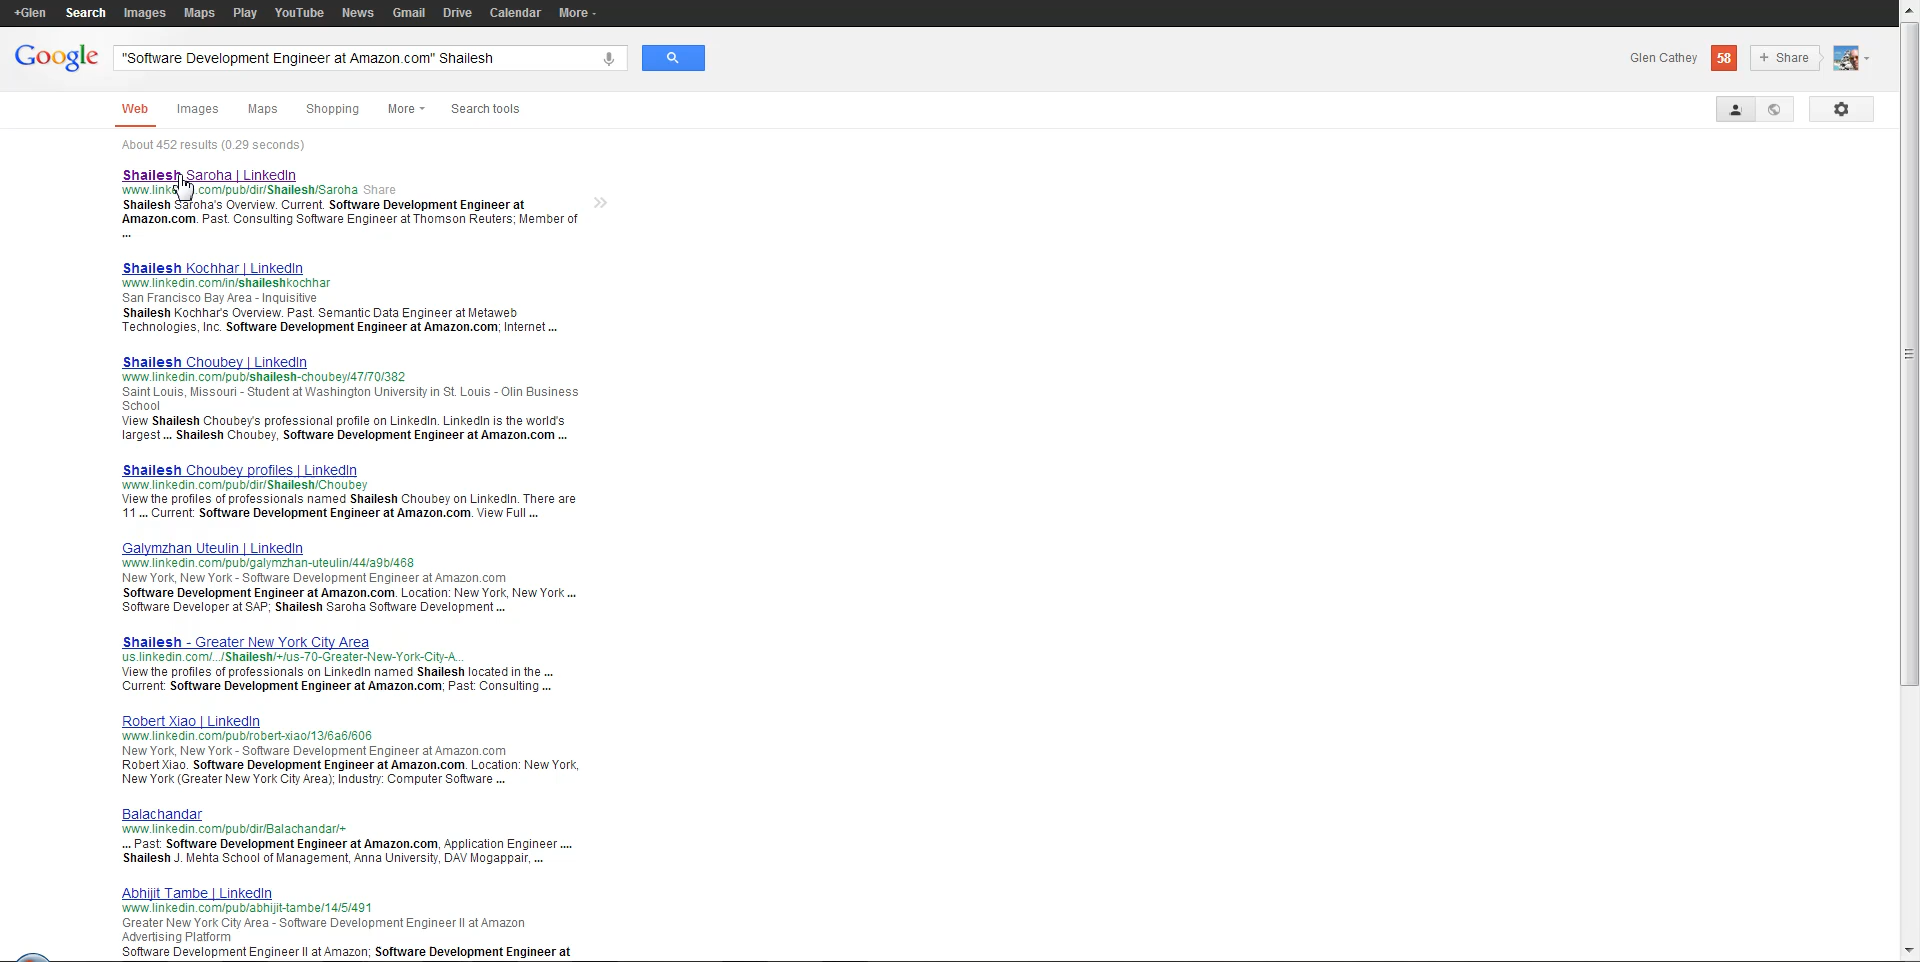 +Glen Search Images Maps Play YouTube News Gmail Drive Calendar More
Google "Software Development Engineer at Amazon.com" Shailesh Glen Cathey 58 + Share
Web Images Maps Shopping More Search tools
About 452 results (0.29 seconds)
Shailesh Saroha | LinkedIn
www.link .com/pub/dir/Shailesh/Saroha Share
Shailesh Saroha's Overview. Current. Software Development Engineer at
Amazon.com. Past. Consulting Software Engineer at Thomson Reuters; Member of
...
Shailesh Kochhar | LinkedIn
www.linkedin.com/in/shaileshkochhar
San Francisco Bay Area - Inquisitive
Shailesh Kochhar's Overview. Past. Semantic Data Engineer at Metaweb
Technologies, Inc. Software Development Engineer at Amazon.com; Internet ...
Shailesh Choubey | LinkedIn
www.linkedin.com/pub/shailesh-choubey/47/70/382
Saint Louis, Missouri - Student at Washington University in St. Louis - Olin Business
School
View Shailesh Choubey's professional profile on LinkedIn. LinkedIn is the world's
largest ... Shailesh Choubey, Software Development Engineer at Amazon.com ...
Shailesh Choubey profiles | LinkedIn
www.linkedin.com/pub/dir/Shailesh/Choubey
View the profiles of professionals named Shailesh Choubey on LinkedIn. There are
11 ... Current: Software Development Engineer at Amazon.com. View Full ...
Galymzhan Uteulin | LinkedIn
www.linkedin.com/pub/galymzhan-uteulin/44/a9b/468
New York, New York - Software Development Engineer at Amazon.com
Software Development Engineer at Amazon.com. Location: New York, New York ...
Software Developer at SAP; Shailesh Saroha Software Development ...
Shailesh - Greater New York City Area
us.linkedin.com/.../Shailesh/+/us-70-Greater-New-York-City-A...
View the profiles of professionals on LinkedIn named Shailesh located in the ...
Current: Software Development Engineer at Amazon.com; Past: Consulting ...
Robert Xiao | LinkedIn
www.linkedin.com/pub/robert-xiao/13/6a6/606
New York, New York - Software Development Engineer at Amazon.com
Robert Xiao. Software Development Engineer at Amazon.com. Location: New York,
New York (Greater New York City Area); Industry: Computer Software ...
Balachandar
www.linkedin.com/pub/dir/Balachandar/+
... Past: Software Development Engineer at Amazon.com, Application Engineer ....
Shailesh J. Mehta School of Management, Anna University, DAV Mogappair, ...
Abhijit Tambe | LinkedIn
www.linkedin.com/pub/abhijit-tambe/14/5/491
Greater New York City Area - Software Development Engineer II at Amazon
Advertising Platform
Software Development Engineer II at Amazon; Software Development Engineer at